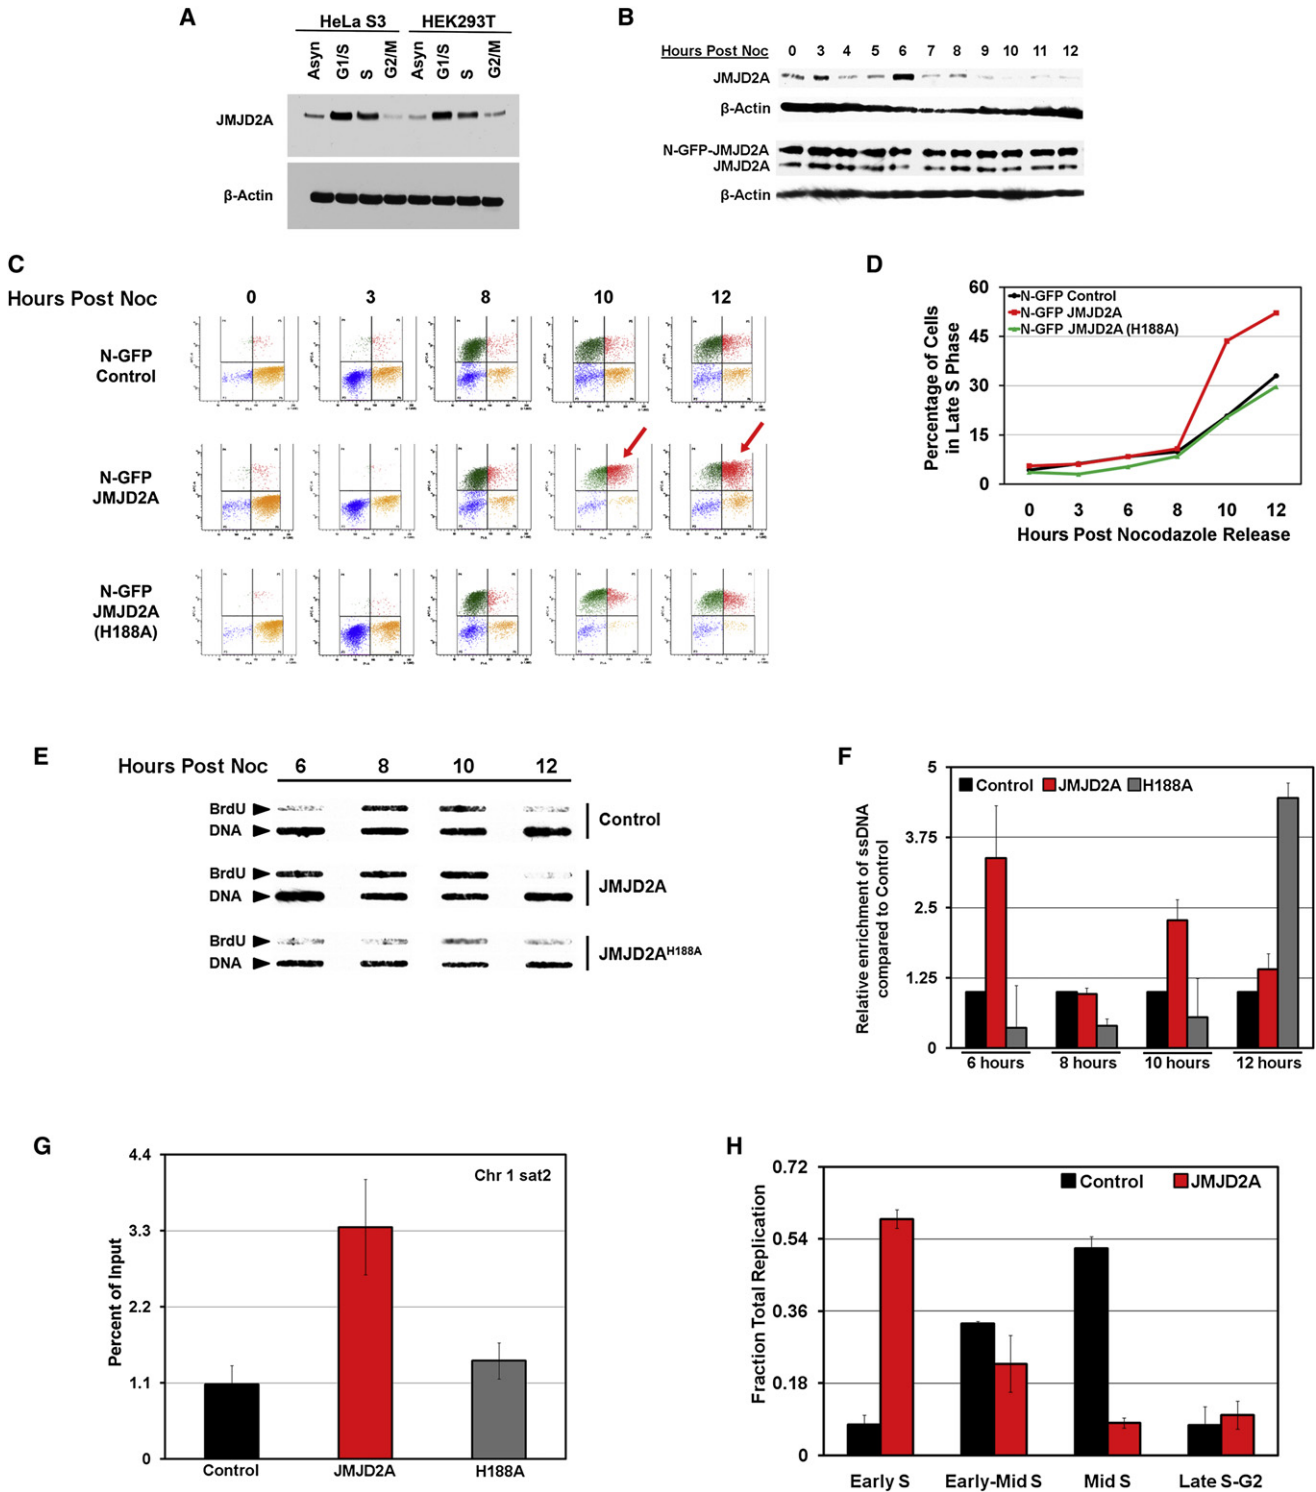 A
HeLa S3 HEK293T
Asyn G1/S S G2/M Asyn G1/S S G2/M
JMJD2A
β-Actin
B
Hours Post Noc 0 3 4 5 6 7 8 9 10 11 12
JMJD2A
β-Actin
N-GFP-JMJD2A
JMJD2A
β-Actin
C
Hours Post Noc 0 3 8 10 12
N-GFP
Control
N-GFP
JMJD2A
N-GFP
JMJD2A
(H188A)
D
Percentage of Cells
in Late S Phase
60
45
30
15
0
N-GFP Control
N-GFP JMJD2A
N-GFP JMJD2A (H188A)
0 3 6 8 10 12
Hours Post Nocodazole Release
E
Hours Post Noc 6 8 10 12
BrdU
DNA
Control
BrdU
DNA
JMJD2A
BrdU
DNA
JMJD2AH188A
F
Relative enrichment of ssDNA
compared to Control
5
3.75
2.5
1.25
0
Control JMJD2A H188A
6 hours 8 hours 10 hours 12 hours
G
Percent of Input
4.4
3.3
2.2
1.1
0
Chr 1 sat2
Control JMJD2A H188A
H
Fraction Total Replication
0.72
0.54
0.36
0.18
0
Control JMJD2A
Early S Early-Mid S Mid S Late S-G2